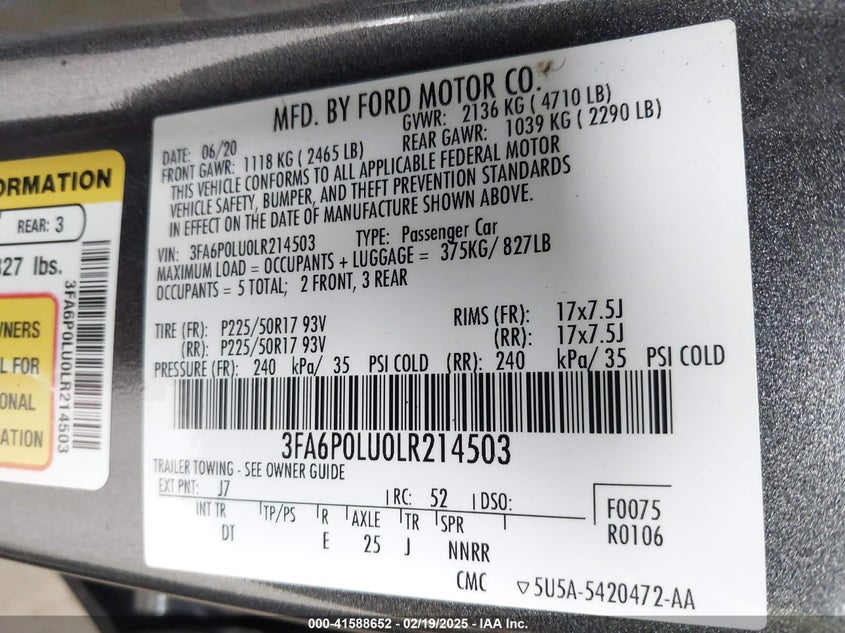 ORMATION
REAR: 3
827 lbs.
WNERS
L FOR
ONAL
ATION
3FA6P0LU0LR214503
MFD. BY FORD MOTOR CO.
DATE: 06/20 GVWR: 2136 KG ( 4710 LB)
FRONT GAWR: 1118 KG ( 2465 LB) REAR GAWR: 1039 KG ( 2290 LB)
THIS VEHICLE CONFORMS TO ALL APPLICABLE FEDERAL MOTOR
VEHICLE SAFETY, BUMPER, AND THEFT PREVENTION STANDARDS
IN EFFECT ON THE DATE OF MANUFACTURE SHOWN ABOVE.
VIN: 3FA6P0LU0LR214503 TYPE: Passenger Car
MAXIMUM LOAD = OCCUPANTS + LUGGAGE = 375KG/ 827LB
OCCUPANTS = 5 TOTAL; 2 FRONT, 3 REAR
TIRE (FR): P225/50R17 93V RIMS (FR): 17x7.5J
(RR): P225/50R17 93V (RR): 17x7.5J
PRESSURE (FR): 240 kPa/ 35 PSI COLD (RR): 240 kPa/ 35 PSI COLD
3FA6P0LU0LR214503
TRAILER TOWING - SEE OWNER GUIDE
EXT PNT: J7 RC: 52 DSO:
INT TR TP/PS R AXLE TR SPR
DT E 25 J NNRR
F0075
R0106
CMC ▽5U5A-5420472-AA
000-41588652 - 02/19/2025 - IAA Inc.